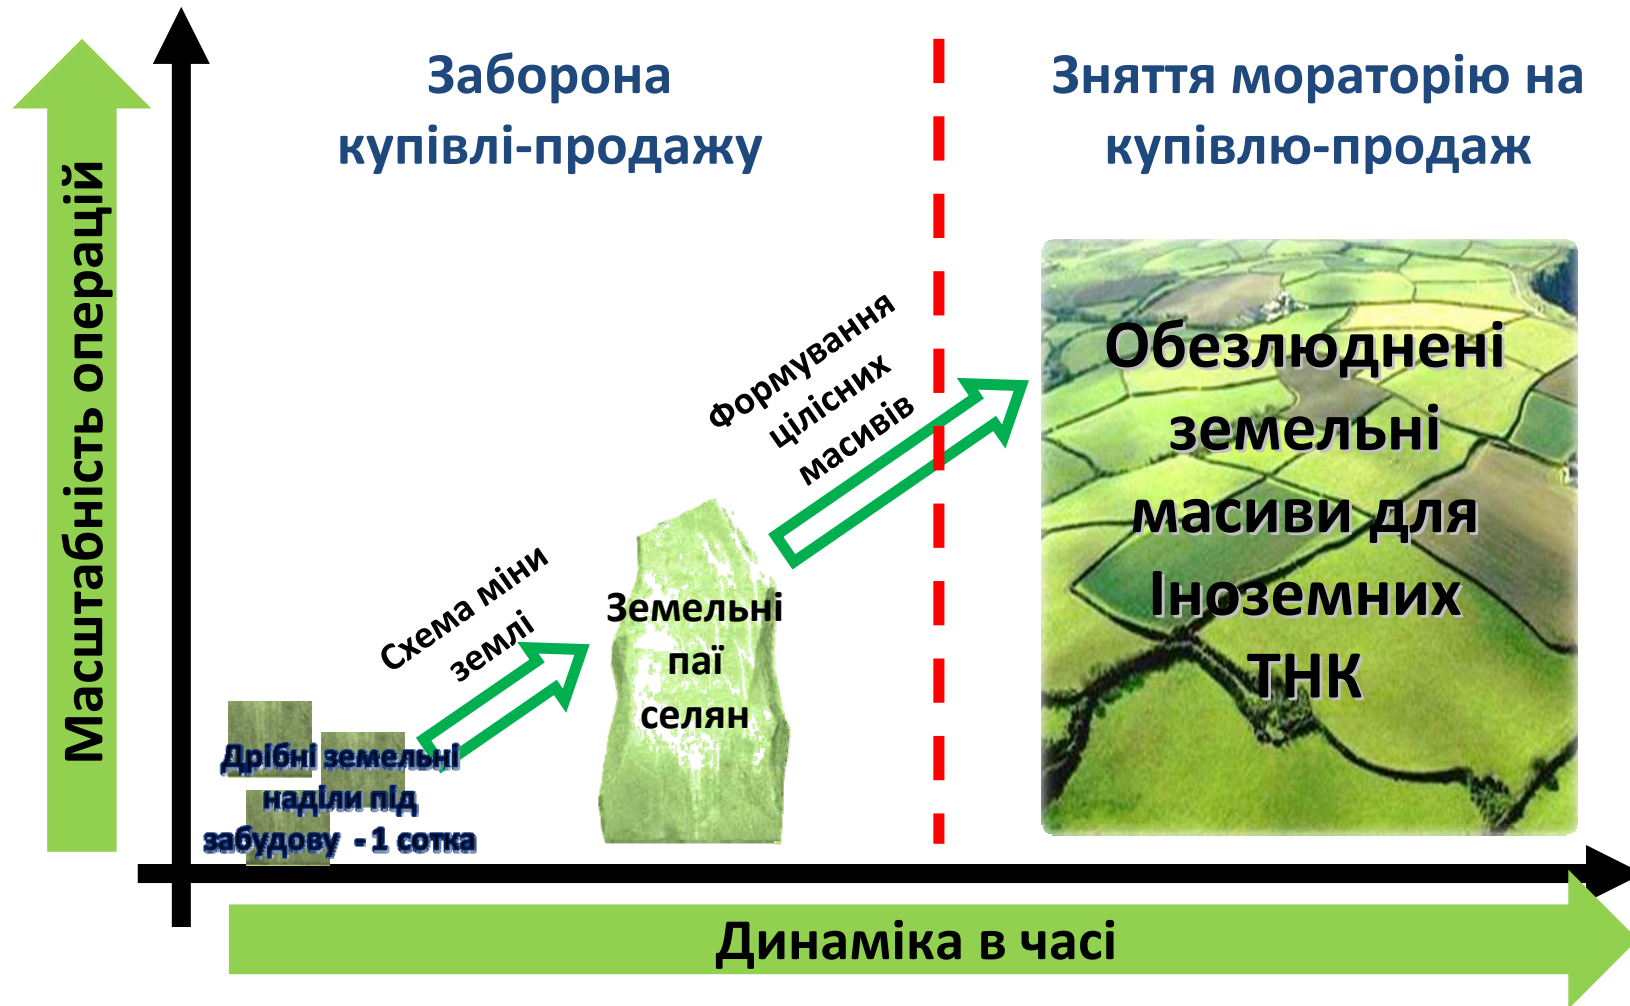 Заборона
купівлі-продажу
Зняття мораторію на
купівлю-продаж
Масштабність операцій
Формування
цілісних
масивів
Обезлюднені
земельні
масиви для
Іноземних
ТНК
Схема міни
землі
Земельні
паї
селян
Дрібні земельні
наділи під
забудову - 1 сотка
Динаміка в часі